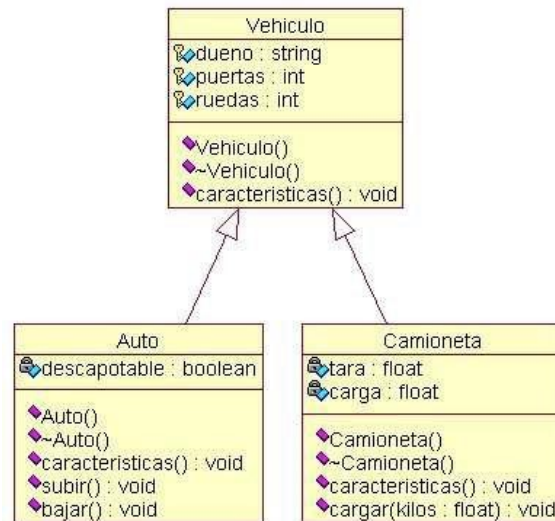 Vehiculo
dueno : string
puertas : int
ruedas : int
Vehiculo()
~Vehiculo()
caracteristicas() : void
Auto
descapotable : boolean
Auto()
~Auto()
caracteristicas() : void
subir() : void
bajar() : void
Camioneta
tara : float
carga : float
Camioneta()
~Camioneta()
caracteristicas() : void
cargar(kilos : float) : void